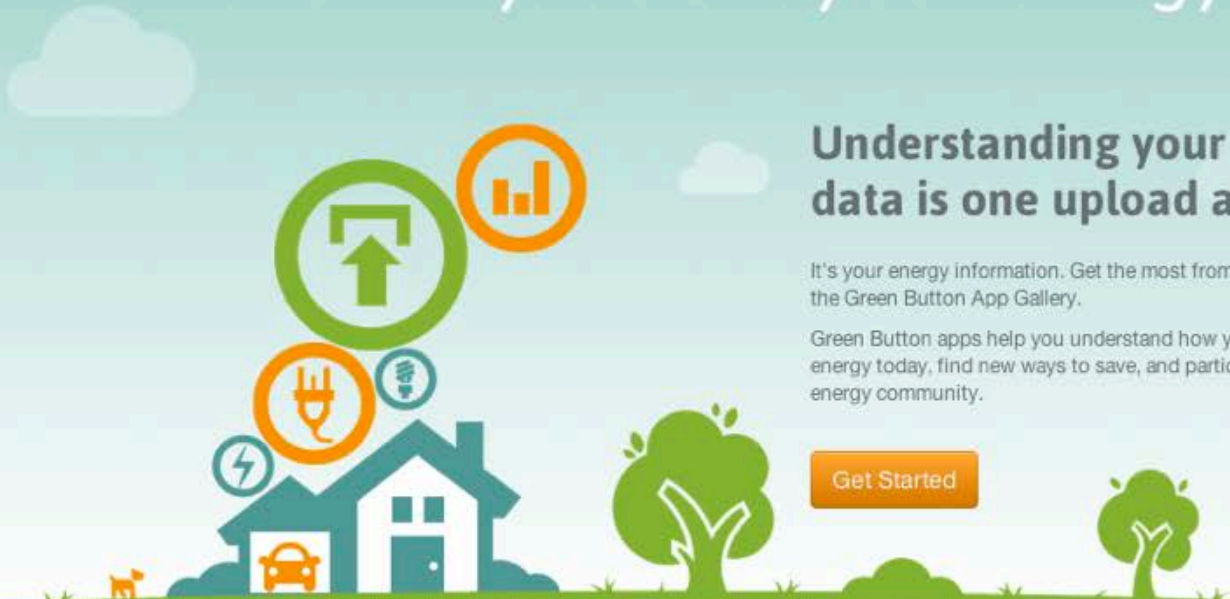 Understanding your
data is one upload a
It's your energy information. Get the most from
the Green Button App Gallery.
Green Button apps help you understand how y
energy today, find new ways to save, and partic
energy community.
Get Started